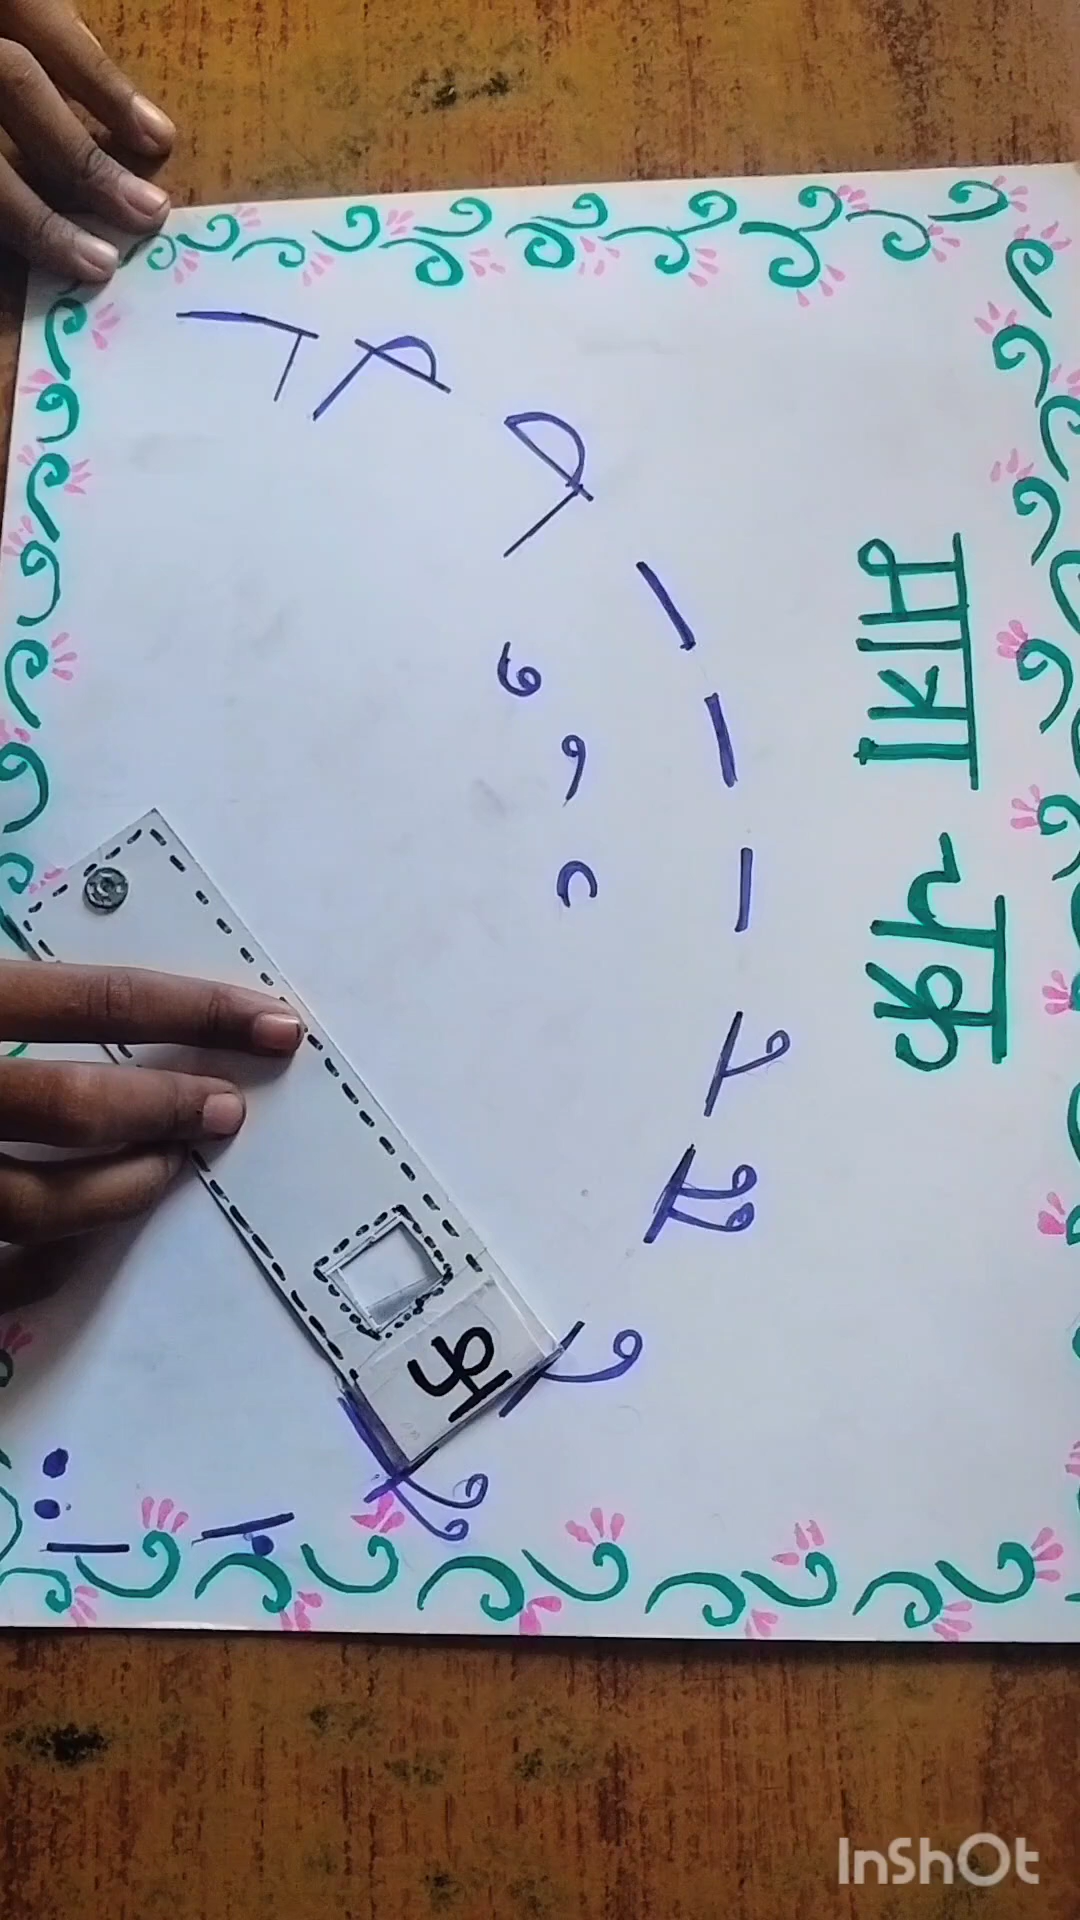 मात्रा चक्र
ा ि ी ु ू ृ े ै ो ौ ं ः
क
InShOt